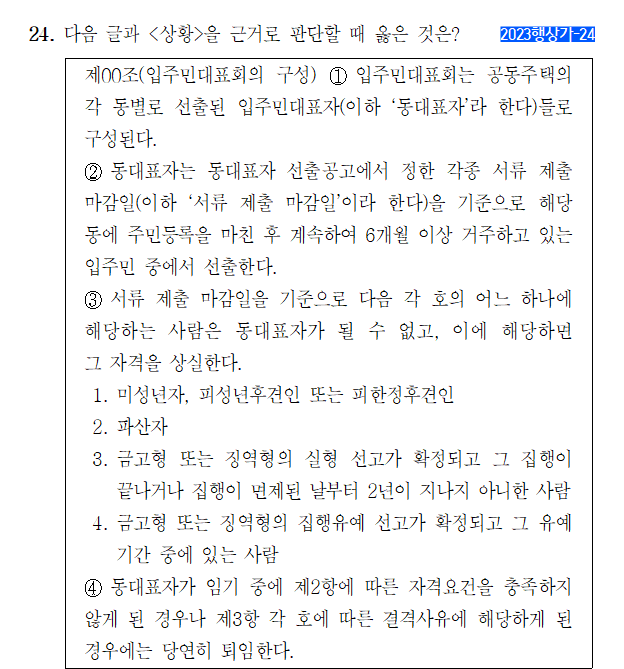 24. 다음 글과 <상황>을 근거로 판단할 때 옳은 것은? 2023행상가-24
제00조(입주민대표회의 구성) ① 입주민대표회는 공동주택의
각 동별로 선출된 입주민대표자(이하 ‘동대표자’라 한다)들로
구성된다.
② 동대표자는 동대표자 선출공고에서 정한 각종 서류 제출
마감일(이하 ‘서류 제출 마감일’이라 한다)을 기준으로 해당
동에 주민등록을 마친 후 계속하여 6개월 이상 거주하고 있는
입주민 중에서 선출한다.
③ 서류 제출 마감일을 기준으로 다음 각 호의 어느 하나에
해당하는 사람은 동대표자가 될 수 없고, 이에 해당하면
그 자격을 상실한다.
1. 미성년자, 피성년후견인 또는 피한정후견인
2. 파산자
3. 금고형 또는 징역형의 실형 선고가 확정되고 그 집행이
끝나거나 집행이 면제된 날부터 2년이 지나지 아니한 사람
4. 금고형 또는 징역형의 집행유예 선고가 확정되고 그 유예
기간 중에 있는 사람
④ 동대표자가 임기 중에 제2항에 따른 자격요건을 충족하지
않게 된 경우나 제3항 각 호에 따른 결격사유에 해당하게 된
경우에는 당연히 퇴임한다.